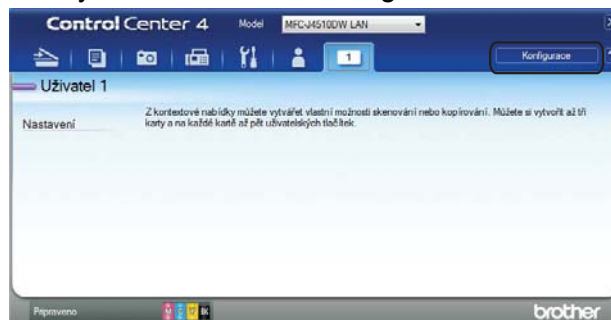 Control Center 4 Model MFC-J4510DW LAN
1 Konfigurace
Uživatel 1
Nastavení
Z kontextové nabídky můžete vytvářet vlastní možnosti skenování nebo kopírování. Můžete si vytvořit až tři
karty a na každé kartě až pět uživatelských tlačítek.
Připraveno M C Y BK brother